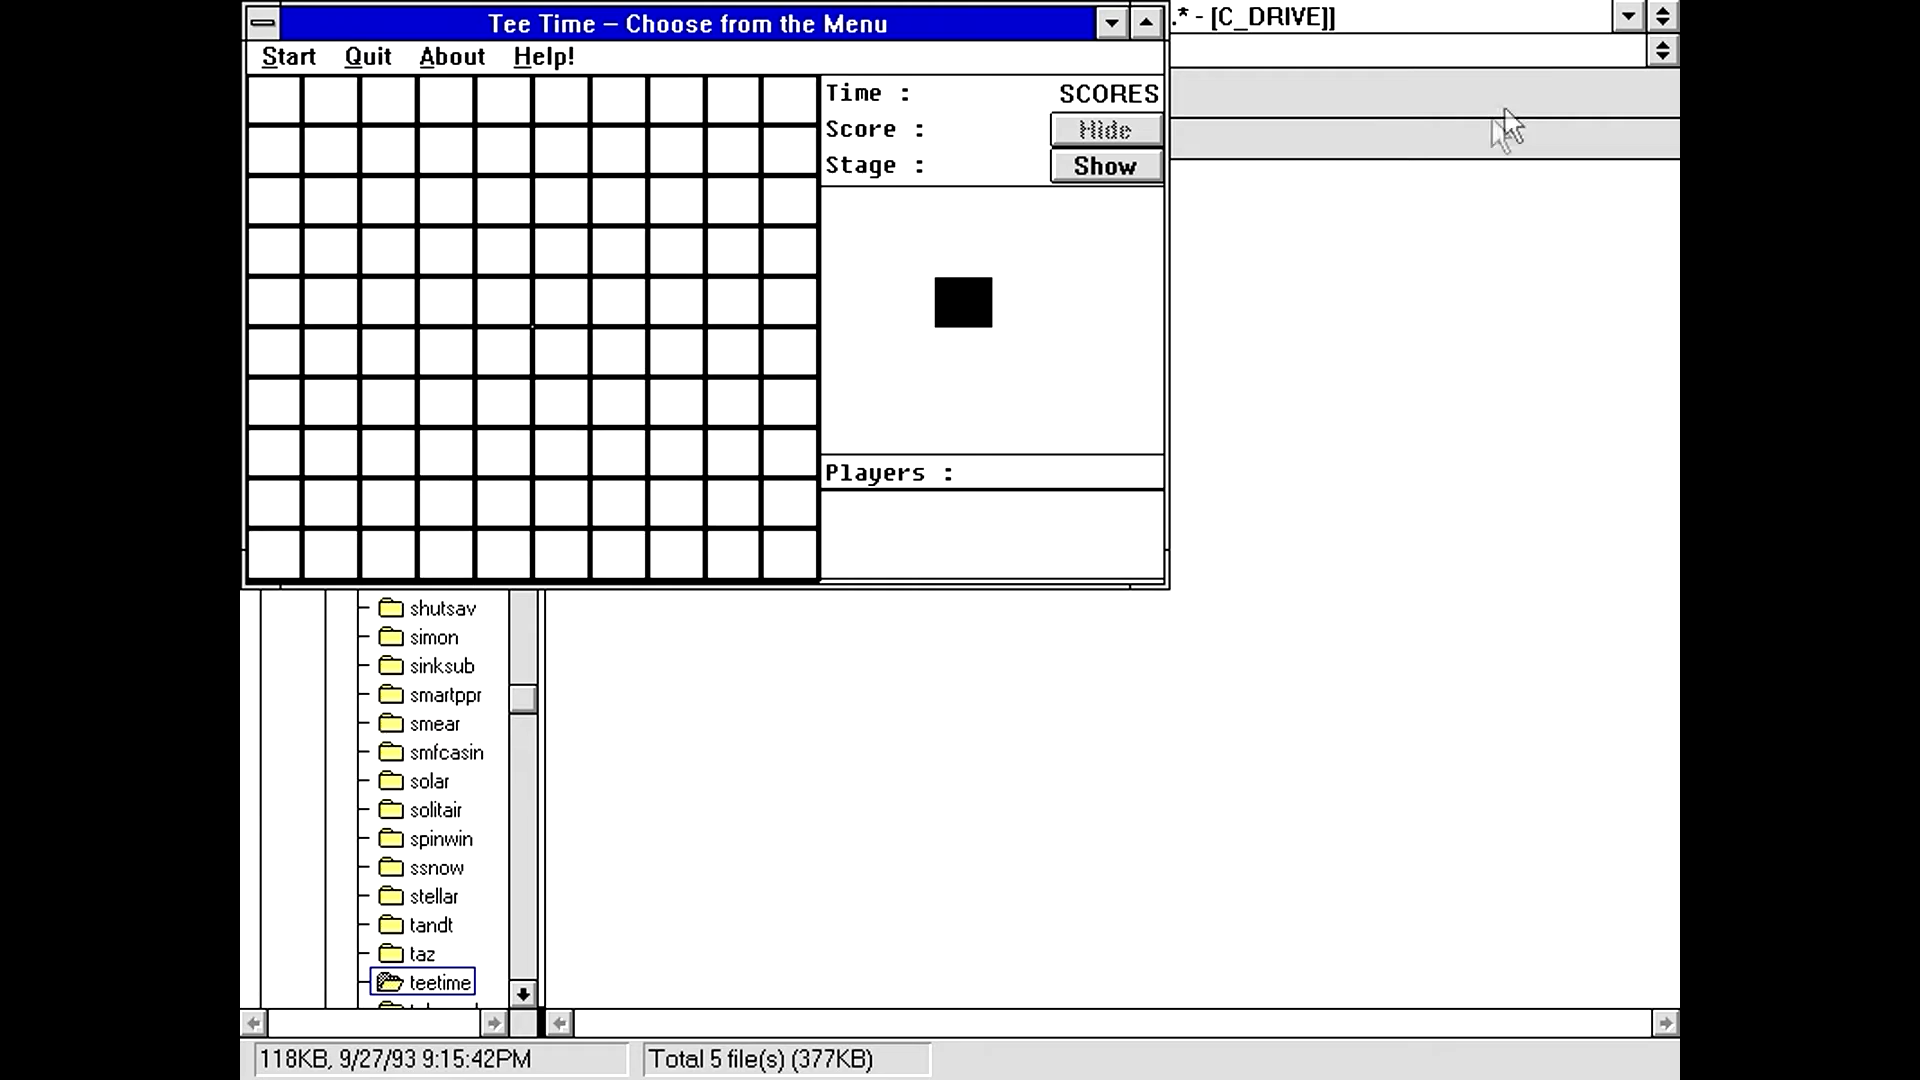 Tee Time – Choose from the Menu
.* - [C_DRIVE]]
Start Quit About Help!
Time : SCORES
Score : Hide
Stage : Show
Players :
shutsav
simon
sinksub
smartppr
smear
smfcasin
solar
solitair
spinwin
ssnow
stellar
tandt
taz
teetime
118KB, 9/27/93 9:15:42PM Total 5 file(s) (377KB)